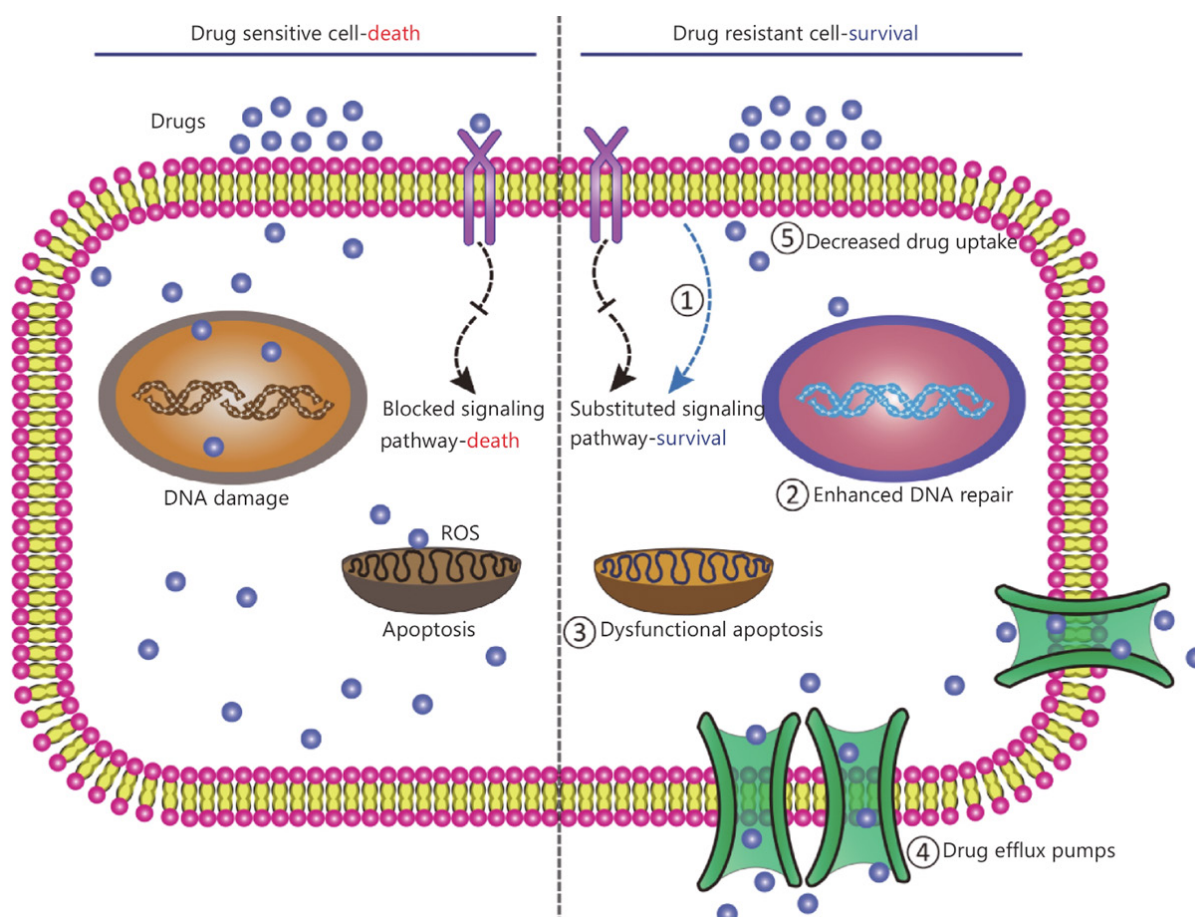 Drug sensitive cell-death
Drug resistant cell-survival
Drugs
⑤ Decreased drug uptake
①
Blocked signaling
pathway-death
Substituted signaling
pathway-survival
DNA damage
② Enhanced DNA repair
ROS
Apoptosis
③ Dysfunctional apoptosis
④ Drug efflux pumps